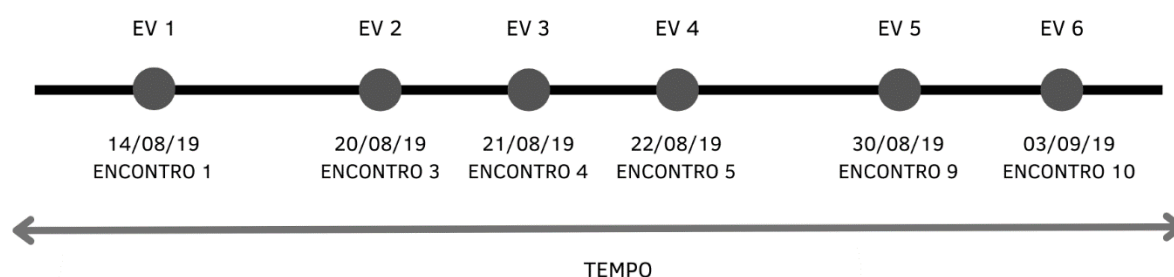 EV 1 EV 2 EV 3 EV 4 EV 5 EV 6
14/08/19 20/08/19 21/08/19 22/08/19 30/08/19 03/09/19
ENCONTRO 1 ENCONTRO 3 ENCONTRO 4 ENCONTRO 5 ENCONTRO 9 ENCONTRO 10
TEMPO